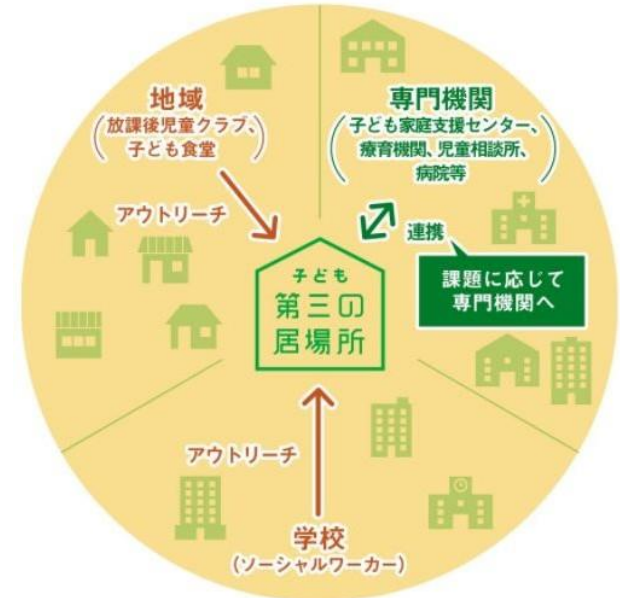 地域
(放課後児童クラブ、
子ども食堂)
アウトリーチ
専門機関
(子ども家庭支援センター、
療育機関、児童相談所、
病院等)
連携
課題に応じて
専門機関へ
子ども
第三の
居場所
アウトリーチ
学校
(ソーシャルワーカー)